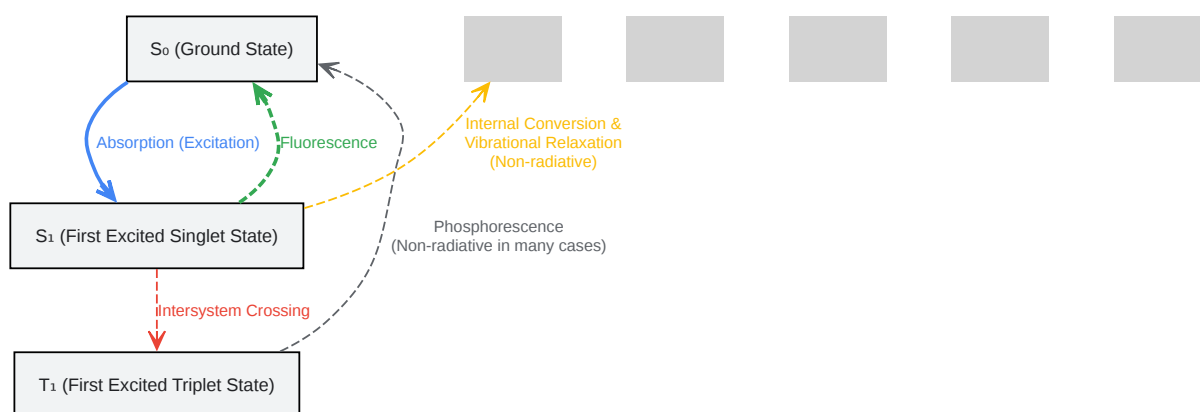 S₀ (Ground State)
Absorption (Excitation)
Fluorescence
Internal Conversion &
Vibrational Relaxation
(Non-radiative)
S₁ (First Excited Singlet State)
Phosphorescence
(Non-radiative in many cases)
Intersystem Crossing
T₁ (First Excited Triplet State)